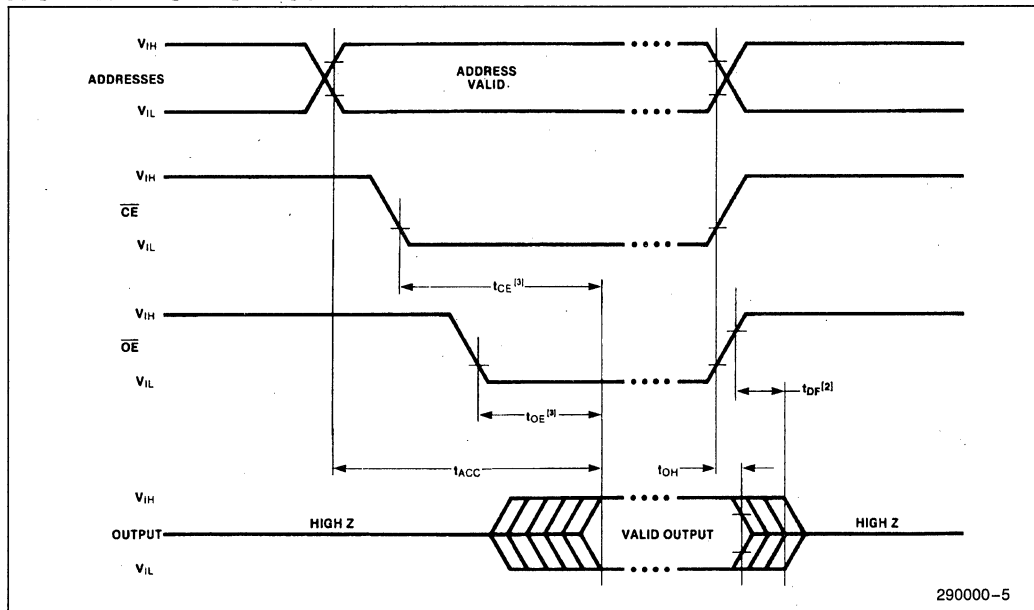 VIH
ADDRESSES
ADDRESS
VALID.
VIL
VIH
CE
VIL
tCE[3]
VIH
OE
VIL
tDF[2]
tOE[3]
tACC
tOH
VIH
OUTPUT
HIGH Z
VALID OUTPUT
HIGH Z
VIL
290000-5